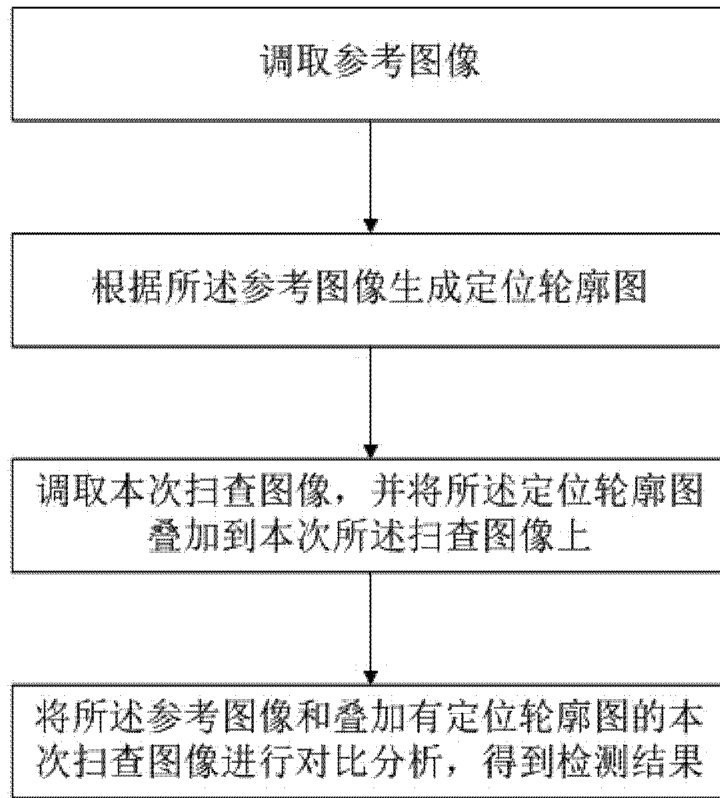 调取参考图像
根据所述参考图像生成定位轮廓图
调取本次扫查图像，并将所述定位轮廓图
叠加到本次所述扫查图像上
将所述参考图像和叠加有定位轮廓图的本
次扫查图像进行对比分析，得到检测结果